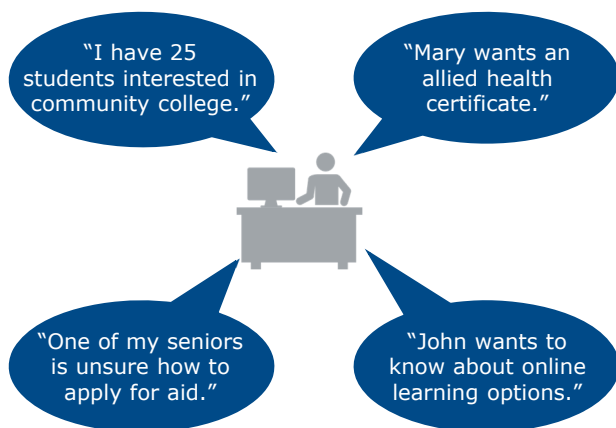 “I have 25
students interested in
community college.”
“Mary wants an
allied health
certificate.”
“One of my seniors
is unsure how to
apply for aid.”
“John wants to
know about online
learning options.”